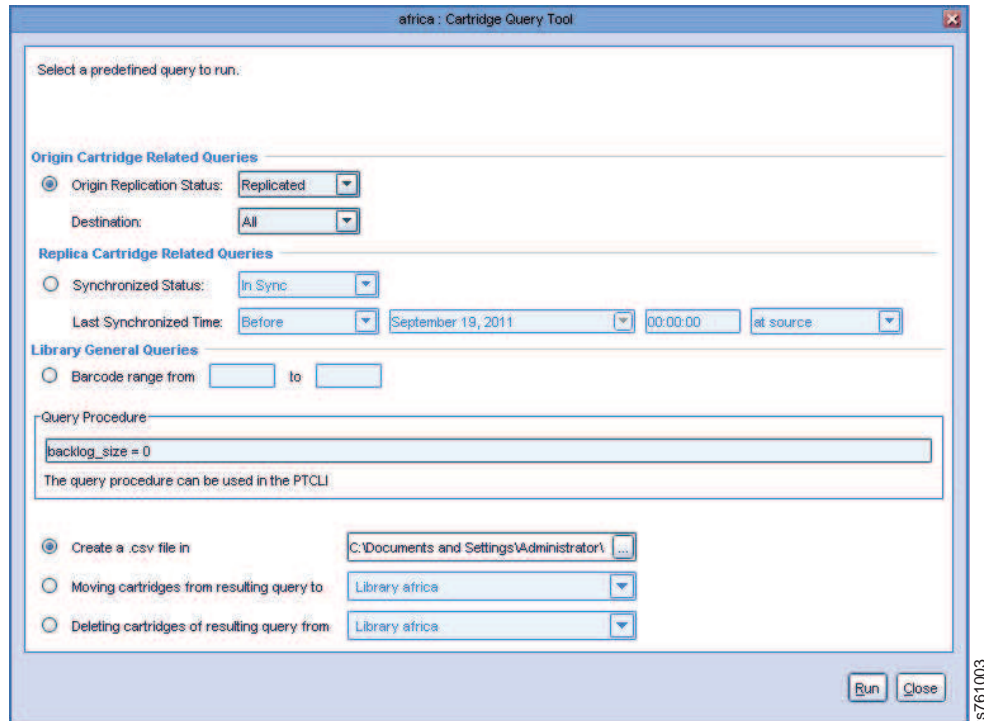 africa : Cartridge Query Tool
Select a predefined query to run.
Origin Cartridge Related Queries
Origin Replication Status: Replicated
Destination: All
Replica Cartridge Related Queries
Synchronized Status: In Sync
Last Synchronized Time: Before September 19, 2011 00:00:00 at source
Library General Queries
Barcode range from to
Query Procedure
backlog_size = 0
The query procedure can be used in the PTCLI
Create a .csv file in C:\Documents and Settings\Administrator\ ...
Moving cartridges from resulting query to Library africa
Deleting cartridges of resulting query from Library africa
Run Close
s761003